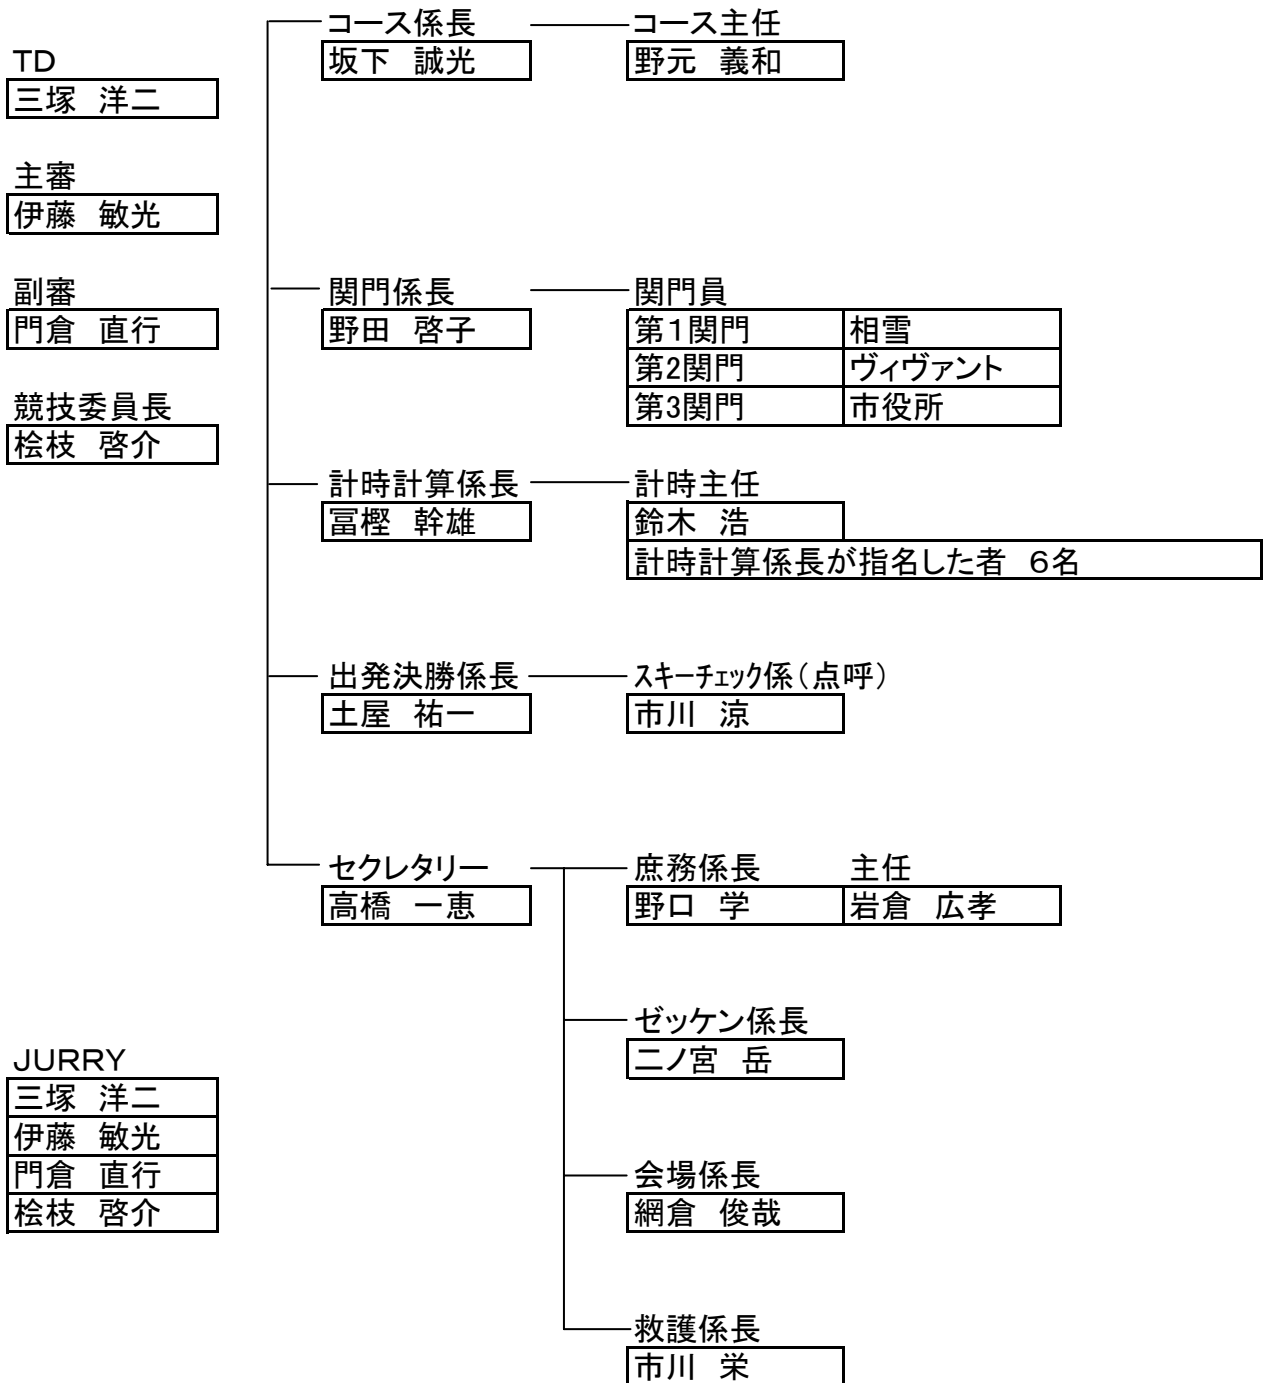 TD
三塚　洋二
主審
伊藤　敏光
副審
門倉　直行
競技委員長
桧枝　啓介
コース係長
坂下　誠光
コース主任
野元　義和
関門係長
野田　啓子
関門員
第１関門　相雪
第2関門　ヴィヴァント
第3関門　市役所
計時計算係長
冨樫　幹雄
計時主任
鈴木　浩
計時計算係長が指名した者　６名
出発決勝係長
土屋　祐一
スキーチェック係（点呼）
市川　涼
セクレタリー
高橋　一恵
庶務係長　主任
野口　学　岩倉　広孝
ゼッケン係長
二ノ宮　岳
会場係長
網倉　俊哉
救護係長
市川　栄
JURRY
三塚　洋二
伊藤　敏光
門倉　直行
桧枝　啓介